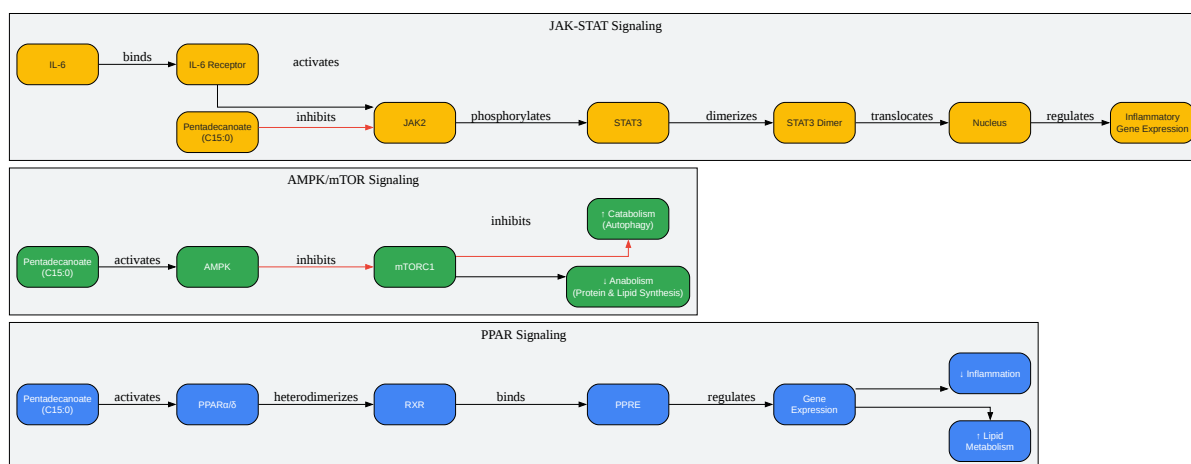 JAK-STAT Signaling
IL-6
binds
IL-6 Receptor
activates
Pentadecanoate
(C15:0)
inhibits
JAK2
phosphorylates
STAT3
dimerizes
STAT3 Dimer
translocates
Nucleus
regulates
Inflammatory
Gene Expression
AMPK/mTOR Signaling
Pentadecanoate
(C15:0)
activates
AMPK
inhibits
mTORC1
inhibits
↑ Catabolism
(Autophagy)
↓ Anabolism
(Protein & Lipid Synthesis)
PPAR Signaling
Pentadecanoate
(C15:0)
activates
PPARα/δ
heterodimerizes
RXR
binds
PPRE
regulates
Gene
Expression
↓ Inflammation
↑ Lipid
Metabolism